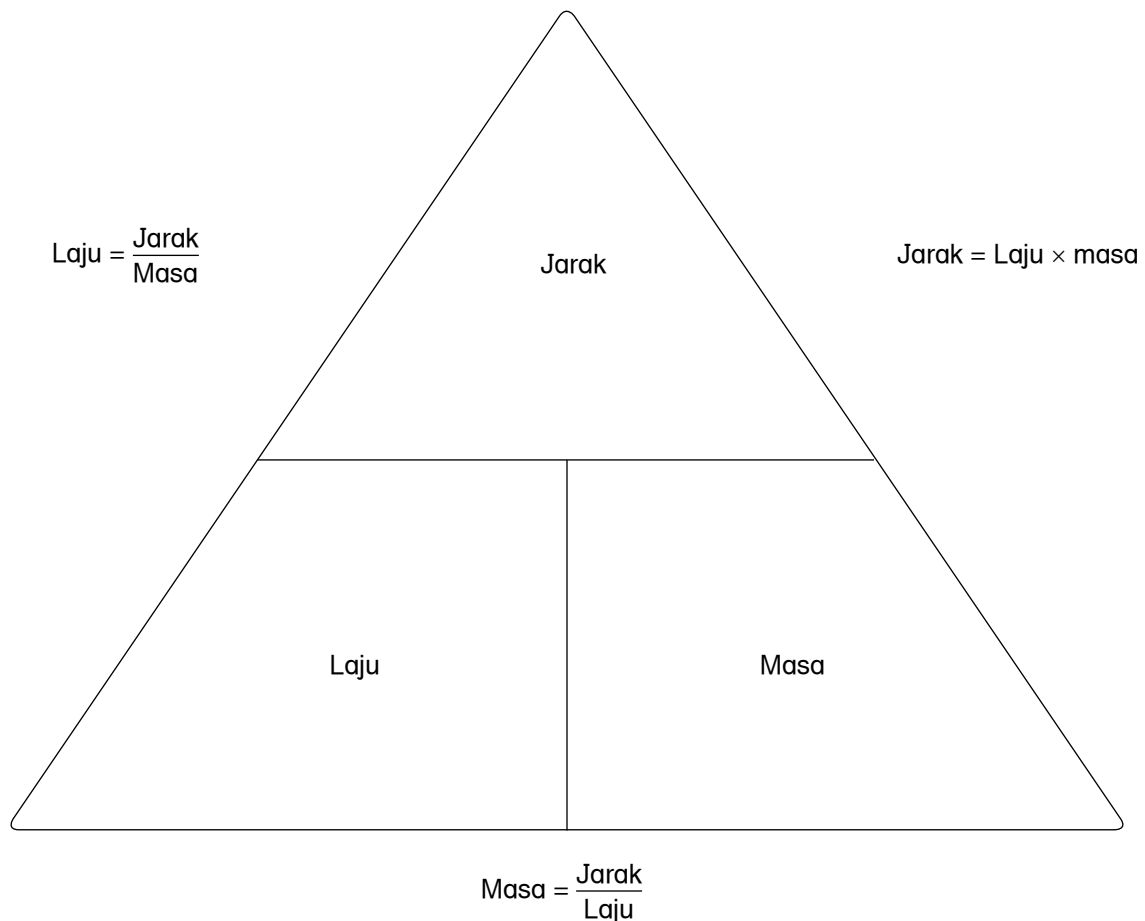 Laju = Jarak / Masa
Jarak
Jarak = Laju × masa
Laju
Masa
Masa = Jarak / Laju